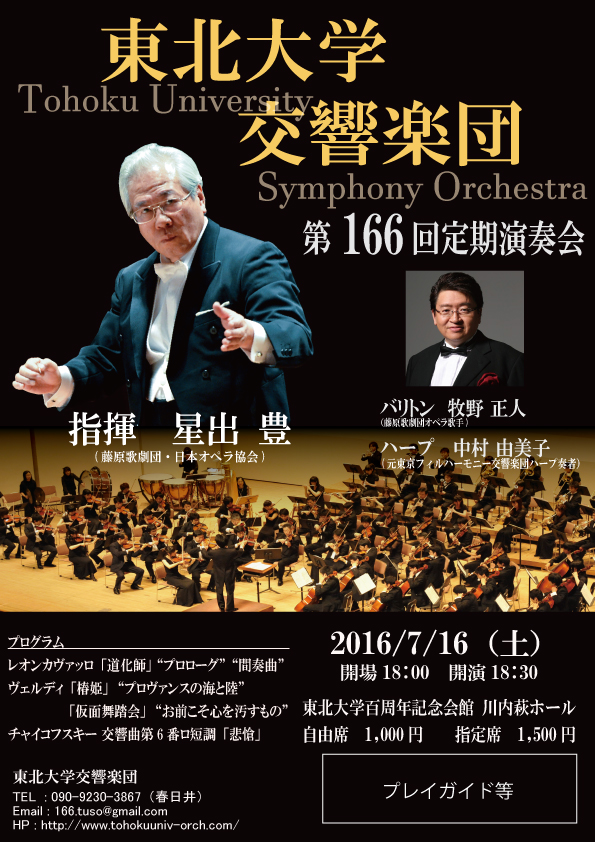 東北大学
Tohoku University
交響楽団
Symphony Orchestra
第166回定期演奏会
指揮 星出 豊
(藤原歌劇団・日本オペラ協会)
バリトン 牧野 正人
(藤原歌劇団オペラ歌手)
ハープ 中村 由美子
(元東京フィルハーモニー交響楽団ハープ奏者)
プログラム
レオンカヴァッロ「道化師」“プロローグ” “間奏曲”
ヴェルディ「椿姫」 “プロヴァンスの海と陸”
「仮面舞踏会」“お前こそ心を汚すもの”
チャイコフスキー 交響曲第6番ロ短調「悲愴」
東北大学交響楽団
TEL : 090-9230-3867(春日井)
Email : 166.tuso@gmail.com
HP : http://www.tohokuuniv-orch.com/
2016/7/16(土)
開場 18:00 開演 18:30
東北大学百周年記念会館 川内萩ホール
自由席 1,000円 指定席 1,500円
プレイガイド等